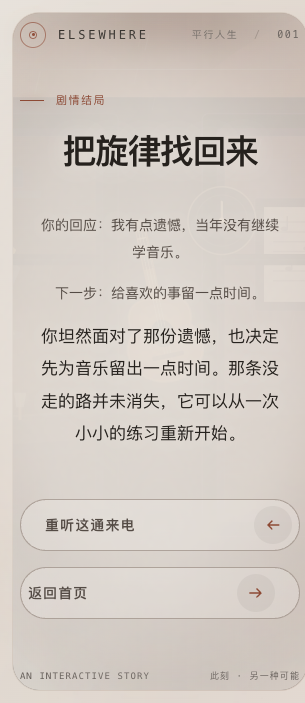 ELSEWHERE
平行人生 / 001
剧情结局
把旋律找回来
你的回应：我有点遗憾，当年没有继续
学音乐。
下一步：给喜欢的事留一点时间。
你坦然面对了那份遗憾，也决定
先为音乐留出一点时间。那条没
走的路并未消失，它可以从一次
小小的练习重新开始。
重听这通来电 ←
返回首页 →
AN INTERACTIVE STORY
此刻 · 另一种可能